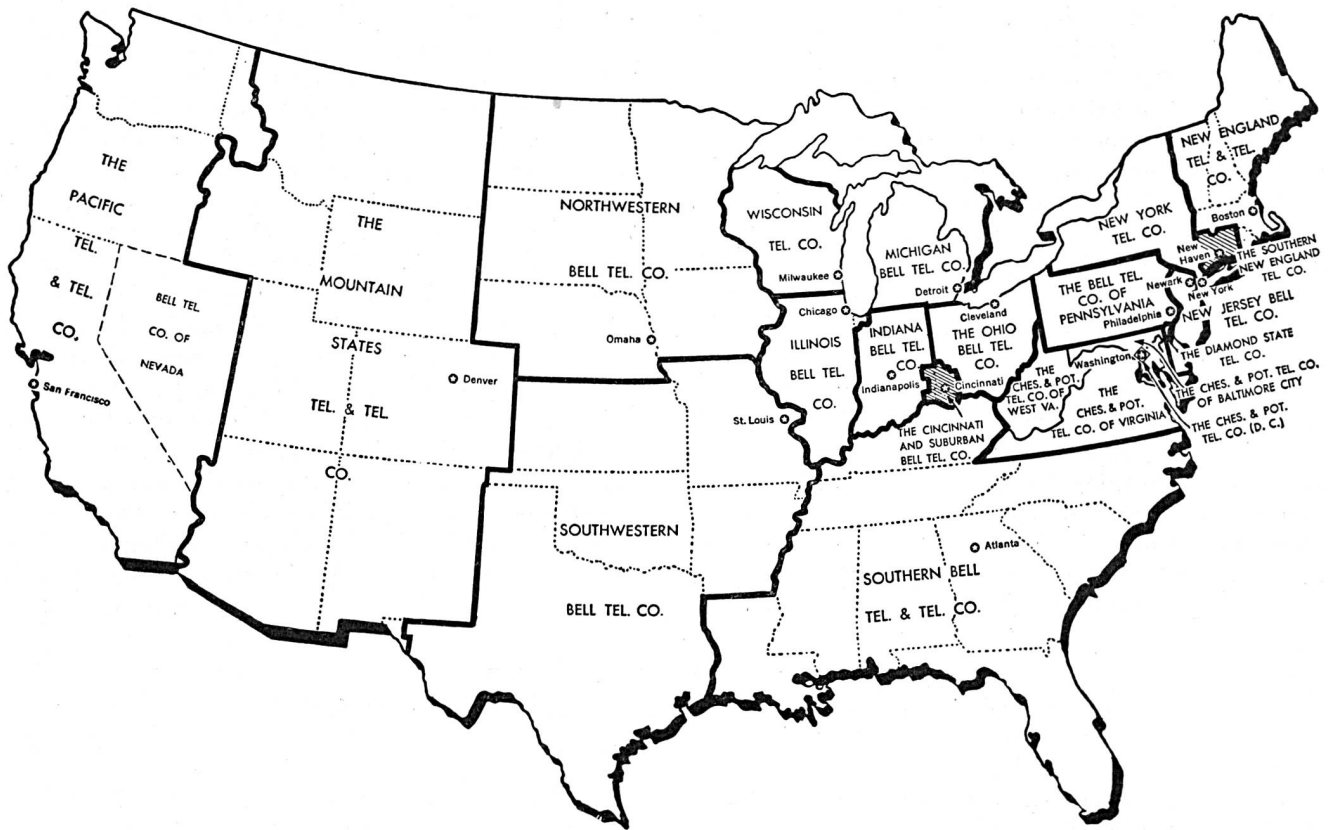 THE
PACIFIC
TEL.
& TEL.
CO.
BELL TEL.
CO. OF
NEVADA
San Francisco
THE
MOUNTAIN
STATES
TEL. & TEL.
CO.
Denver
NORTHWESTERN
BELL TEL. CO.
Omaha
SOUTHWESTERN
BELL TEL. CO.
St. Louis
WISCONSIN
TEL. CO.
Milwaukee
MICHIGAN
BELL TEL. CO.
Detroit
Chicago
ILLINOIS
BELL TEL.
CO.
INDIANA
BELL TEL.
CO.
Indianapolis
Cleveland
THE OHIO
BELL TEL.
CO.
Cincinnati
THE CINCINNATI
AND SUBURBAN
BELL TEL. CO.
SOUTHERN BELL
TEL. & TEL. CO.
Atlanta
THE
CHES. & POT.
TEL. CO. OF
WEST VA.
THE
CHES. & POT.
TEL. CO. OF VIRGINIA
Washington
THE BELL TEL.
CO. OF
PENNSYLVANIA
Philadelphia
NEW YORK
TEL. CO.
Newark
New York
NEW ENGLAND
TEL. & TEL.
CO.
Boston
New
Haven
THE SOUTHERN
NEW ENGLAND
TEL. CO.
NEW JERSEY BELL
TEL. CO.
THE DIAMOND STATE
TEL. CO.
THE CHES. & POT. TEL. CO.
OF BALTIMORE CITY
THE CHES. & POT.
TEL. CO. (D. C.)